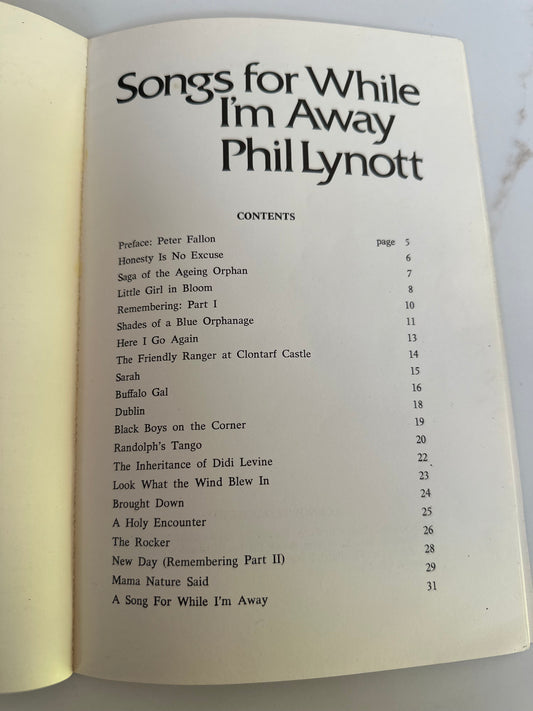 Songs for While
I'm Away
Phil Lynott
CONTENTS
Preface: Peter Fallon page 5
Honesty Is No Excuse 6
Saga of the Ageing Orphan 7
Little Girl in Bloom 8
Remembering: Part I 10
Shades of a Blue Orphanage 11
Here I Go Again 13
The Friendly Ranger at Clontarf Castle 14
Sarah 15
Buffalo Gal 16
Dublin 18
Black Boys on the Corner 19
Randolph's Tango 20
The Inheritance of Didi Levine 22
Look What the Wind Blew In 23
Brought Down 24
A Holy Encounter 25
The Rocker 26
New Day (Remembering Part II) 28
Mama Nature Said 29
A Song For While I'm Away 31